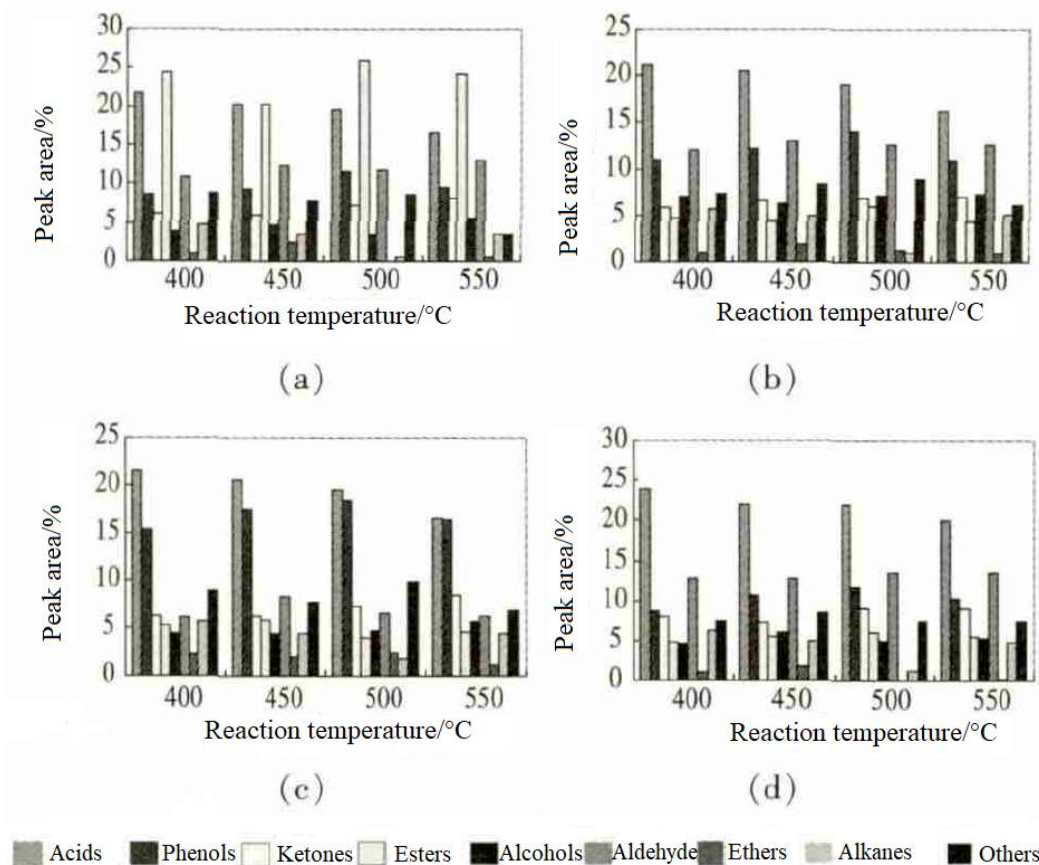 30
25
20
15
10
5
0
Peak area/%
400 450 500 550
Reaction temperature/°C
(a)
25
20
15
10
5
0
Peak area/%
400 450 500 550
Reaction temperature/°C
(b)
25
20
15
10
5
0
Peak area/%
400 450 500 550
Reaction temperature/°C
(c)
30
25
20
15
10
5
0
Peak area/%
400 450 500 550
Reaction temperature/°C
(d)
Acids Phenols Ketones Esters Alcohols Aldehyde Ethers Alkanes Others